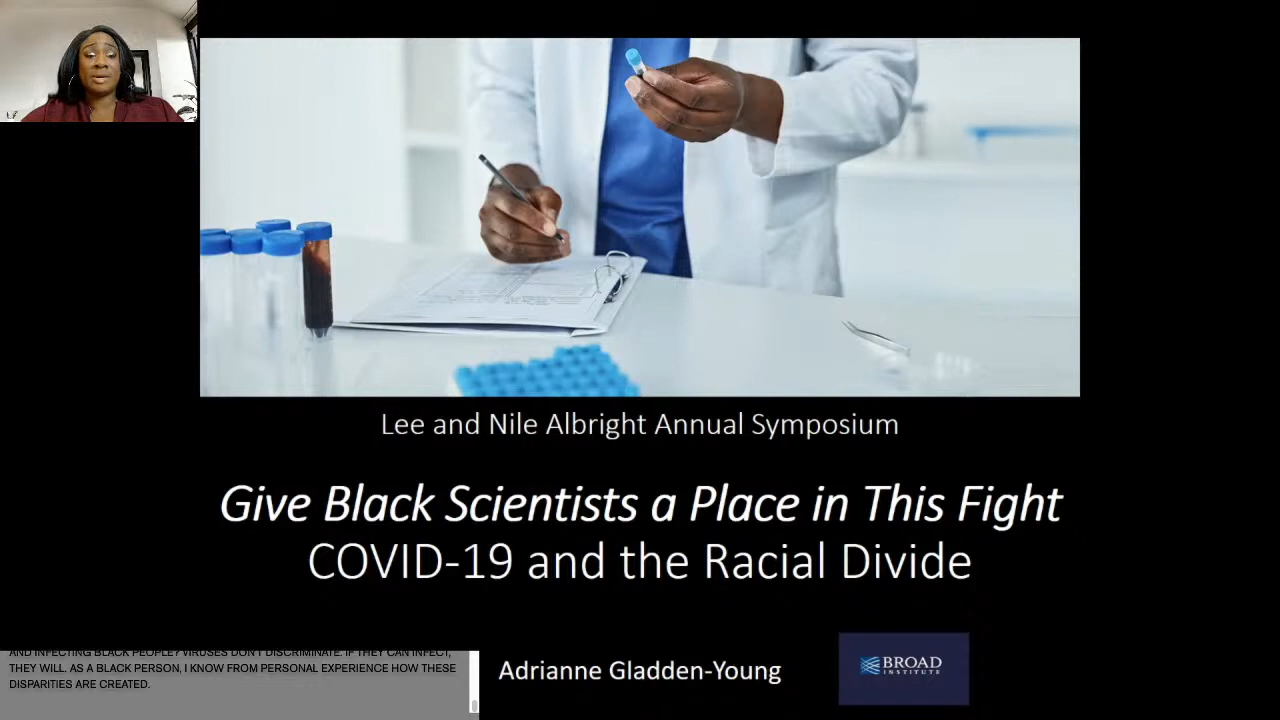 Lee and Nile Albright Annual Symposium
Give Black Scientists a Place in This Fight
COVID-19 and the Racial Divide
AND INFECTING BLACK PEOPLE? VIRUSES DON'T DISCRIMINATE. IF THEY CAN INFECT,
THEY WILL. AS A BLACK PERSON, I KNOW FROM PERSONAL EXPERIENCE HOW THESE
DISPARITIES ARE CREATED.
Adrianne Gladden-Young
BROAD
INSTITUTE